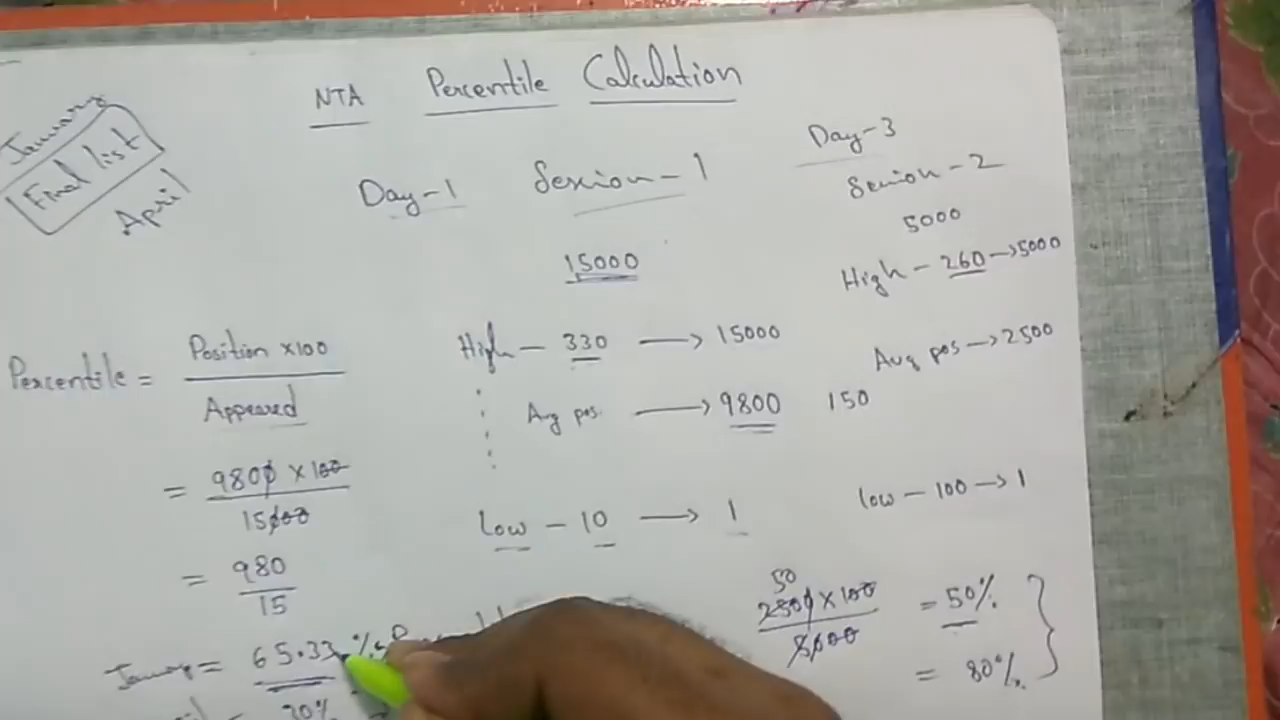 NTA Percentile Calculation
January
Final list
April
Day-1 Session-1
15000
Day-3
Session-2
5000
High - 260 → 5000
Avg pos → 2500
low - 100 → 1
Percentile = Position x100
Appeared
= 9800 x 100
15000
= 980
15
= 65.33 %
30%
High - 330 → 15000
Avg pos. → 9800 150
Low - 10 → 1
50
2500 x 100 = 50%
5000
= 80%